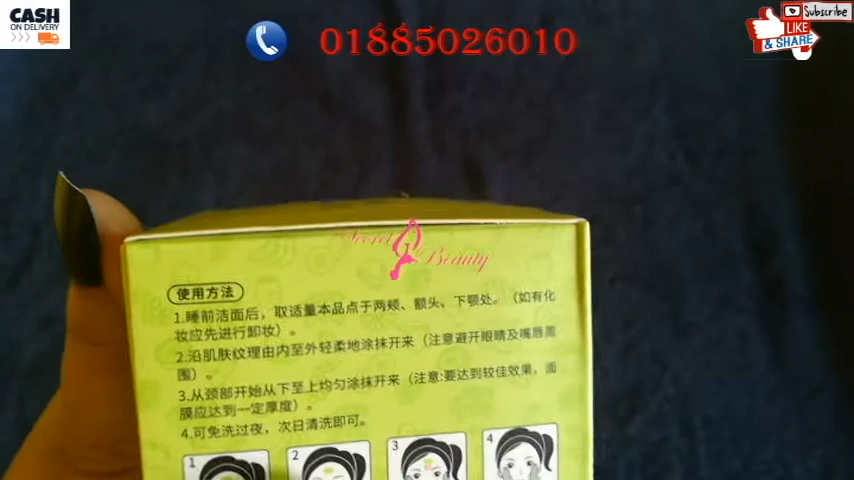 CASH
ON DELIVERY
01885026010
Subscribe
LIKE
& SHARE
Secret Beauty
使用方法
1.睡前洁面后，取适量本品点于两颊、额头、下颚处。（如有化
妆应先进行卸妆）。
2.沿肌肤纹理由内至外轻柔地涂抹开来（注意避开眼睛及嘴唇周
围）。
3.从颈部开始从下至上均匀涂抹开来（注意:要达到较佳效果，面
膜应达到一定厚度）。
4.可免洗过夜，次日清洗即可。
1 2 3 4